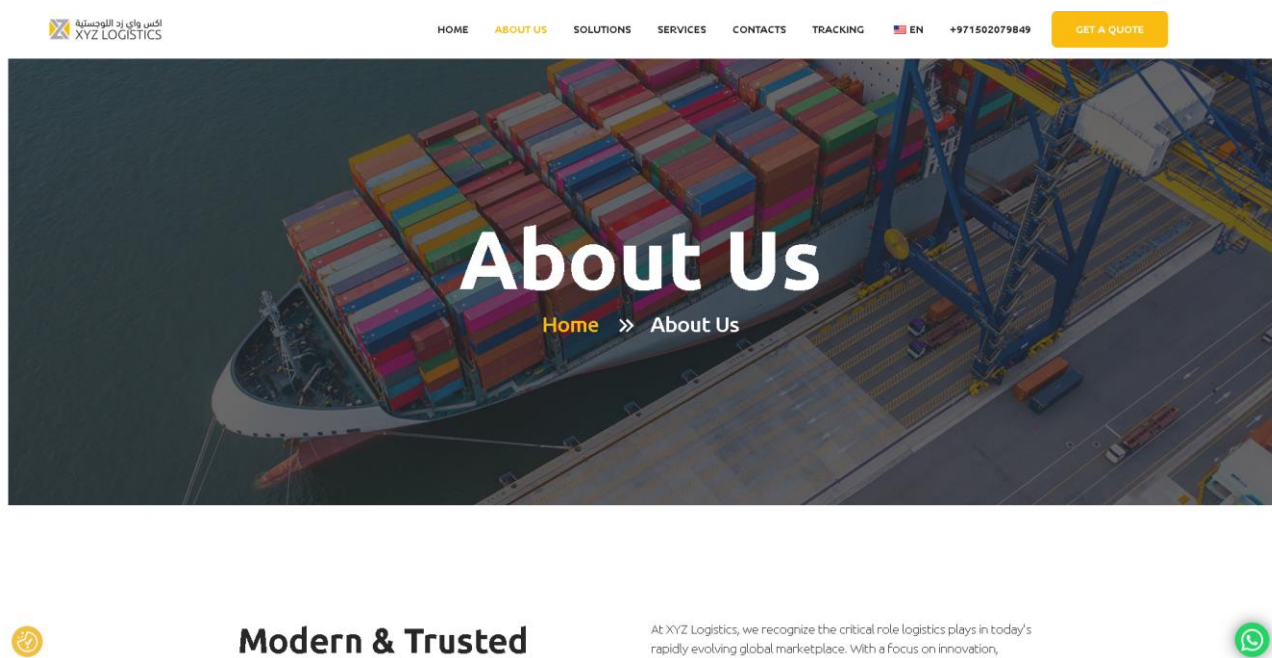 اكس واي زد اللوجستية
XYZ LOGISTICS
HOME ABOUT US SOLUTIONS SERVICES CONTACTS TRACKING EN +971502079849 GET A QUOTE
About Us
Home » About Us
Modern & Trusted
At XYZ Logistics, we recognize the critical role logistics plays in today's
rapidly evolving global marketplace. With a focus on innovation,